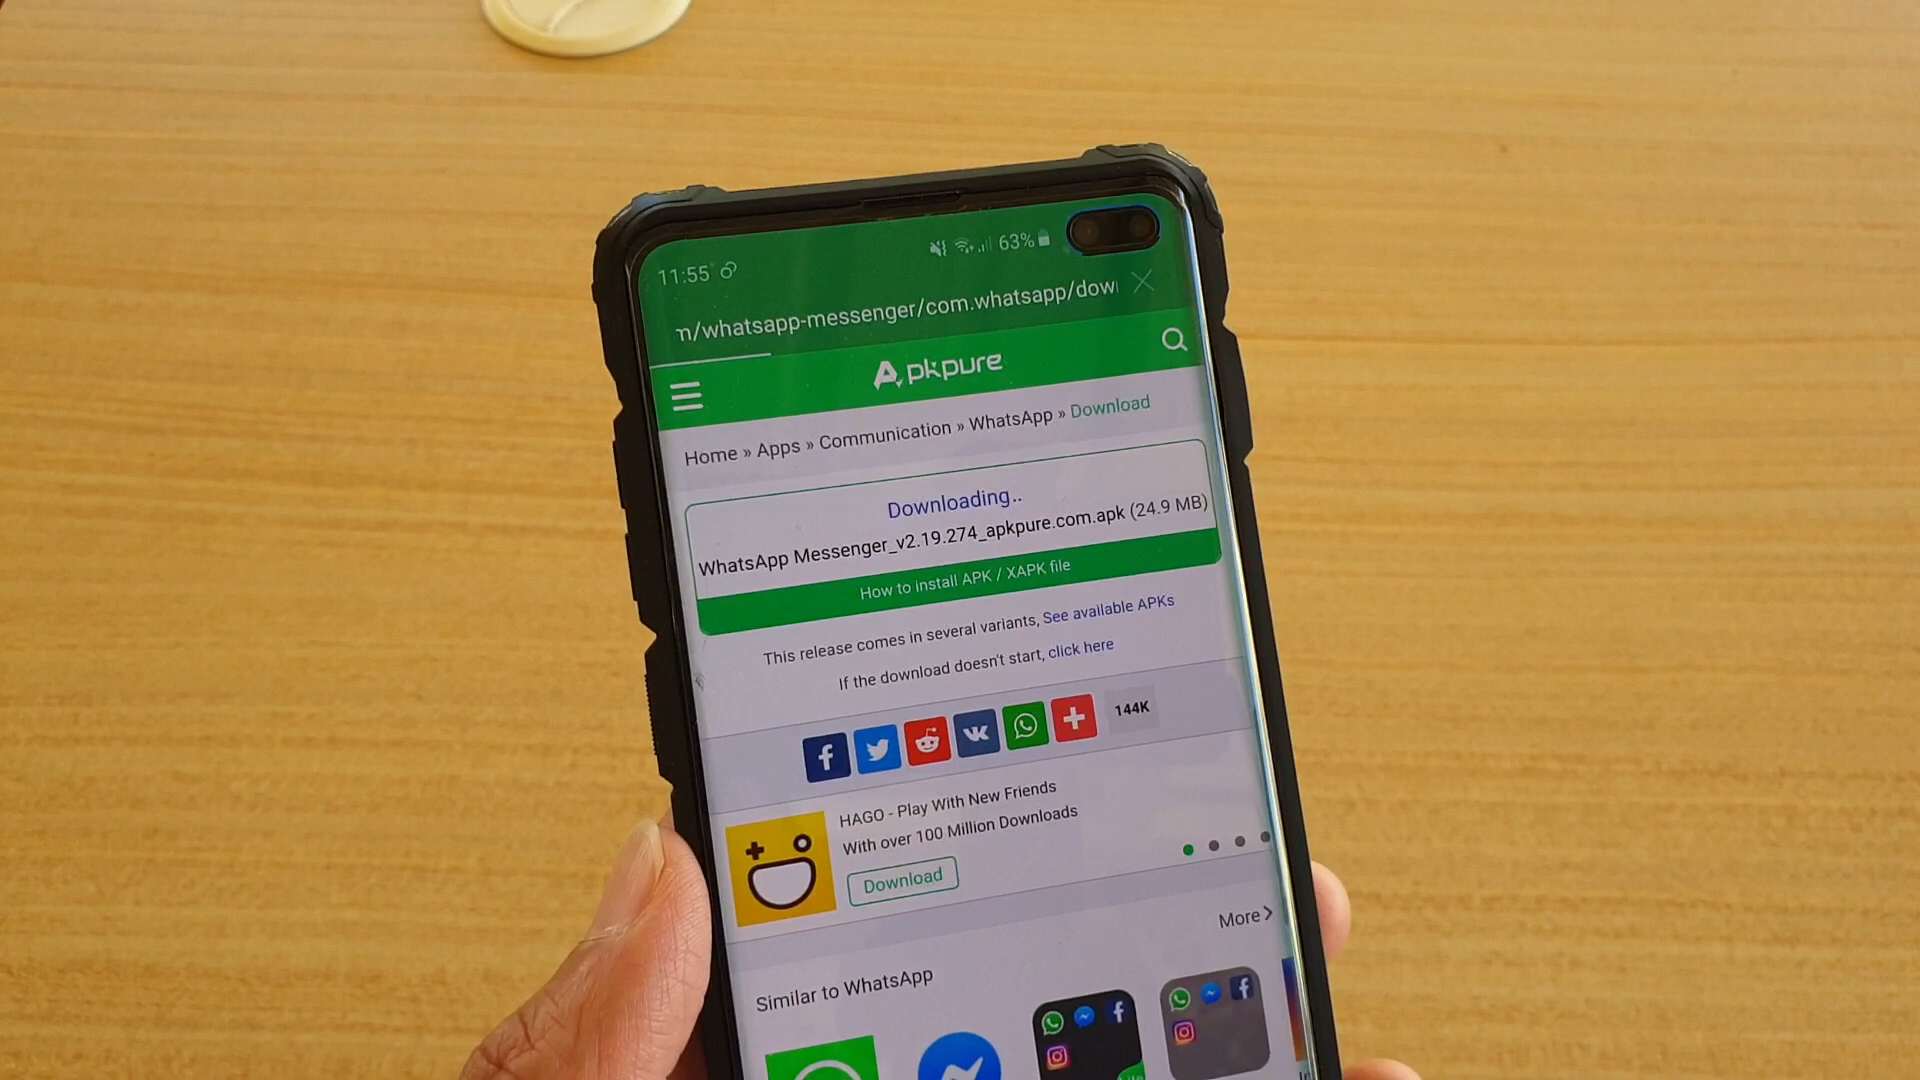 11:55
63%
n/whatsapp-messenger/com.whatsapp/dow
Apkpure
Home » Apps » Communication » WhatsApp » Download
Downloading..
WhatsApp Messenger_v2.19.274_apkpure.com.apk (24.9 MB)
How to install APK / XAPK file
This release comes in several variants, See available APKs
If the download doesn't start, click here
144K
HAGO - Play With New Friends
With over 100 Million Downloads
Download
More
Similar to WhatsApp
Lite